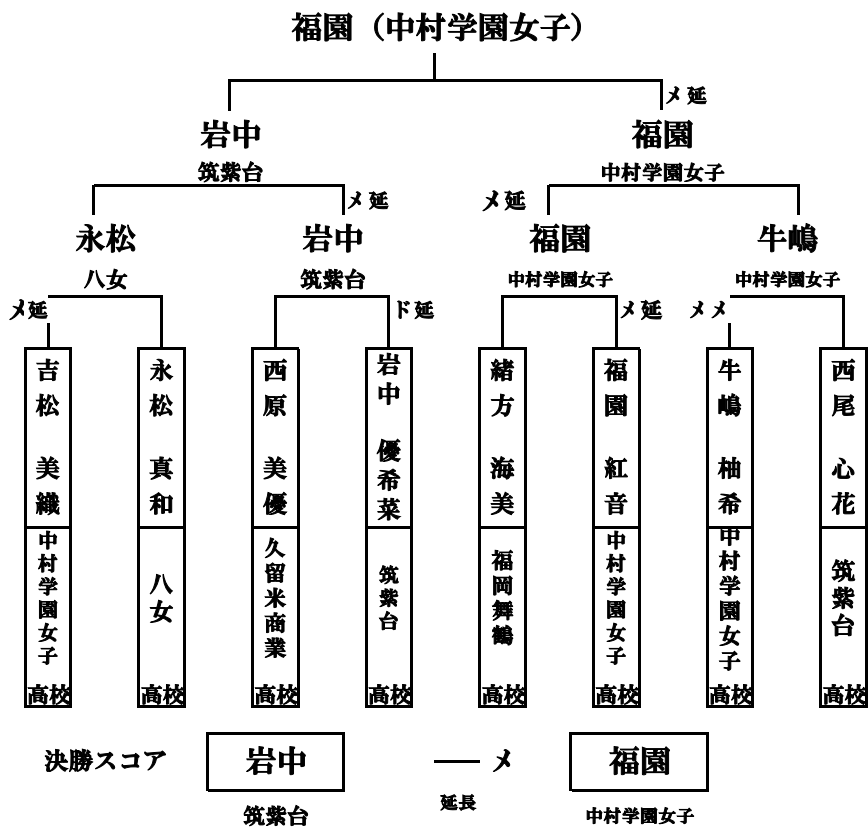 福園（中村学園女子）
メ延
岩中
福園
筑紫台
中村学園女子
メ延
メ延
永松
岩中
福園
牛嶋
八女
筑紫台
中村学園女子
中村学園女子
メ延
ド延
メ延
メメ
吉松 美織
中村学園女子
高校
永松 真和
八女
高校
西原 美優
久留米商業
高校
岩中 優希菜
筑紫台
高校
緒方 海美
福岡舞鶴
高校
福園 紅音
中村学園女子
高校
牛嶋 柚希
中村学園女子
高校
西尾 心花
筑紫台
高校
決勝スコア 岩中 — メ 福園
筑紫台 延長 中村学園女子